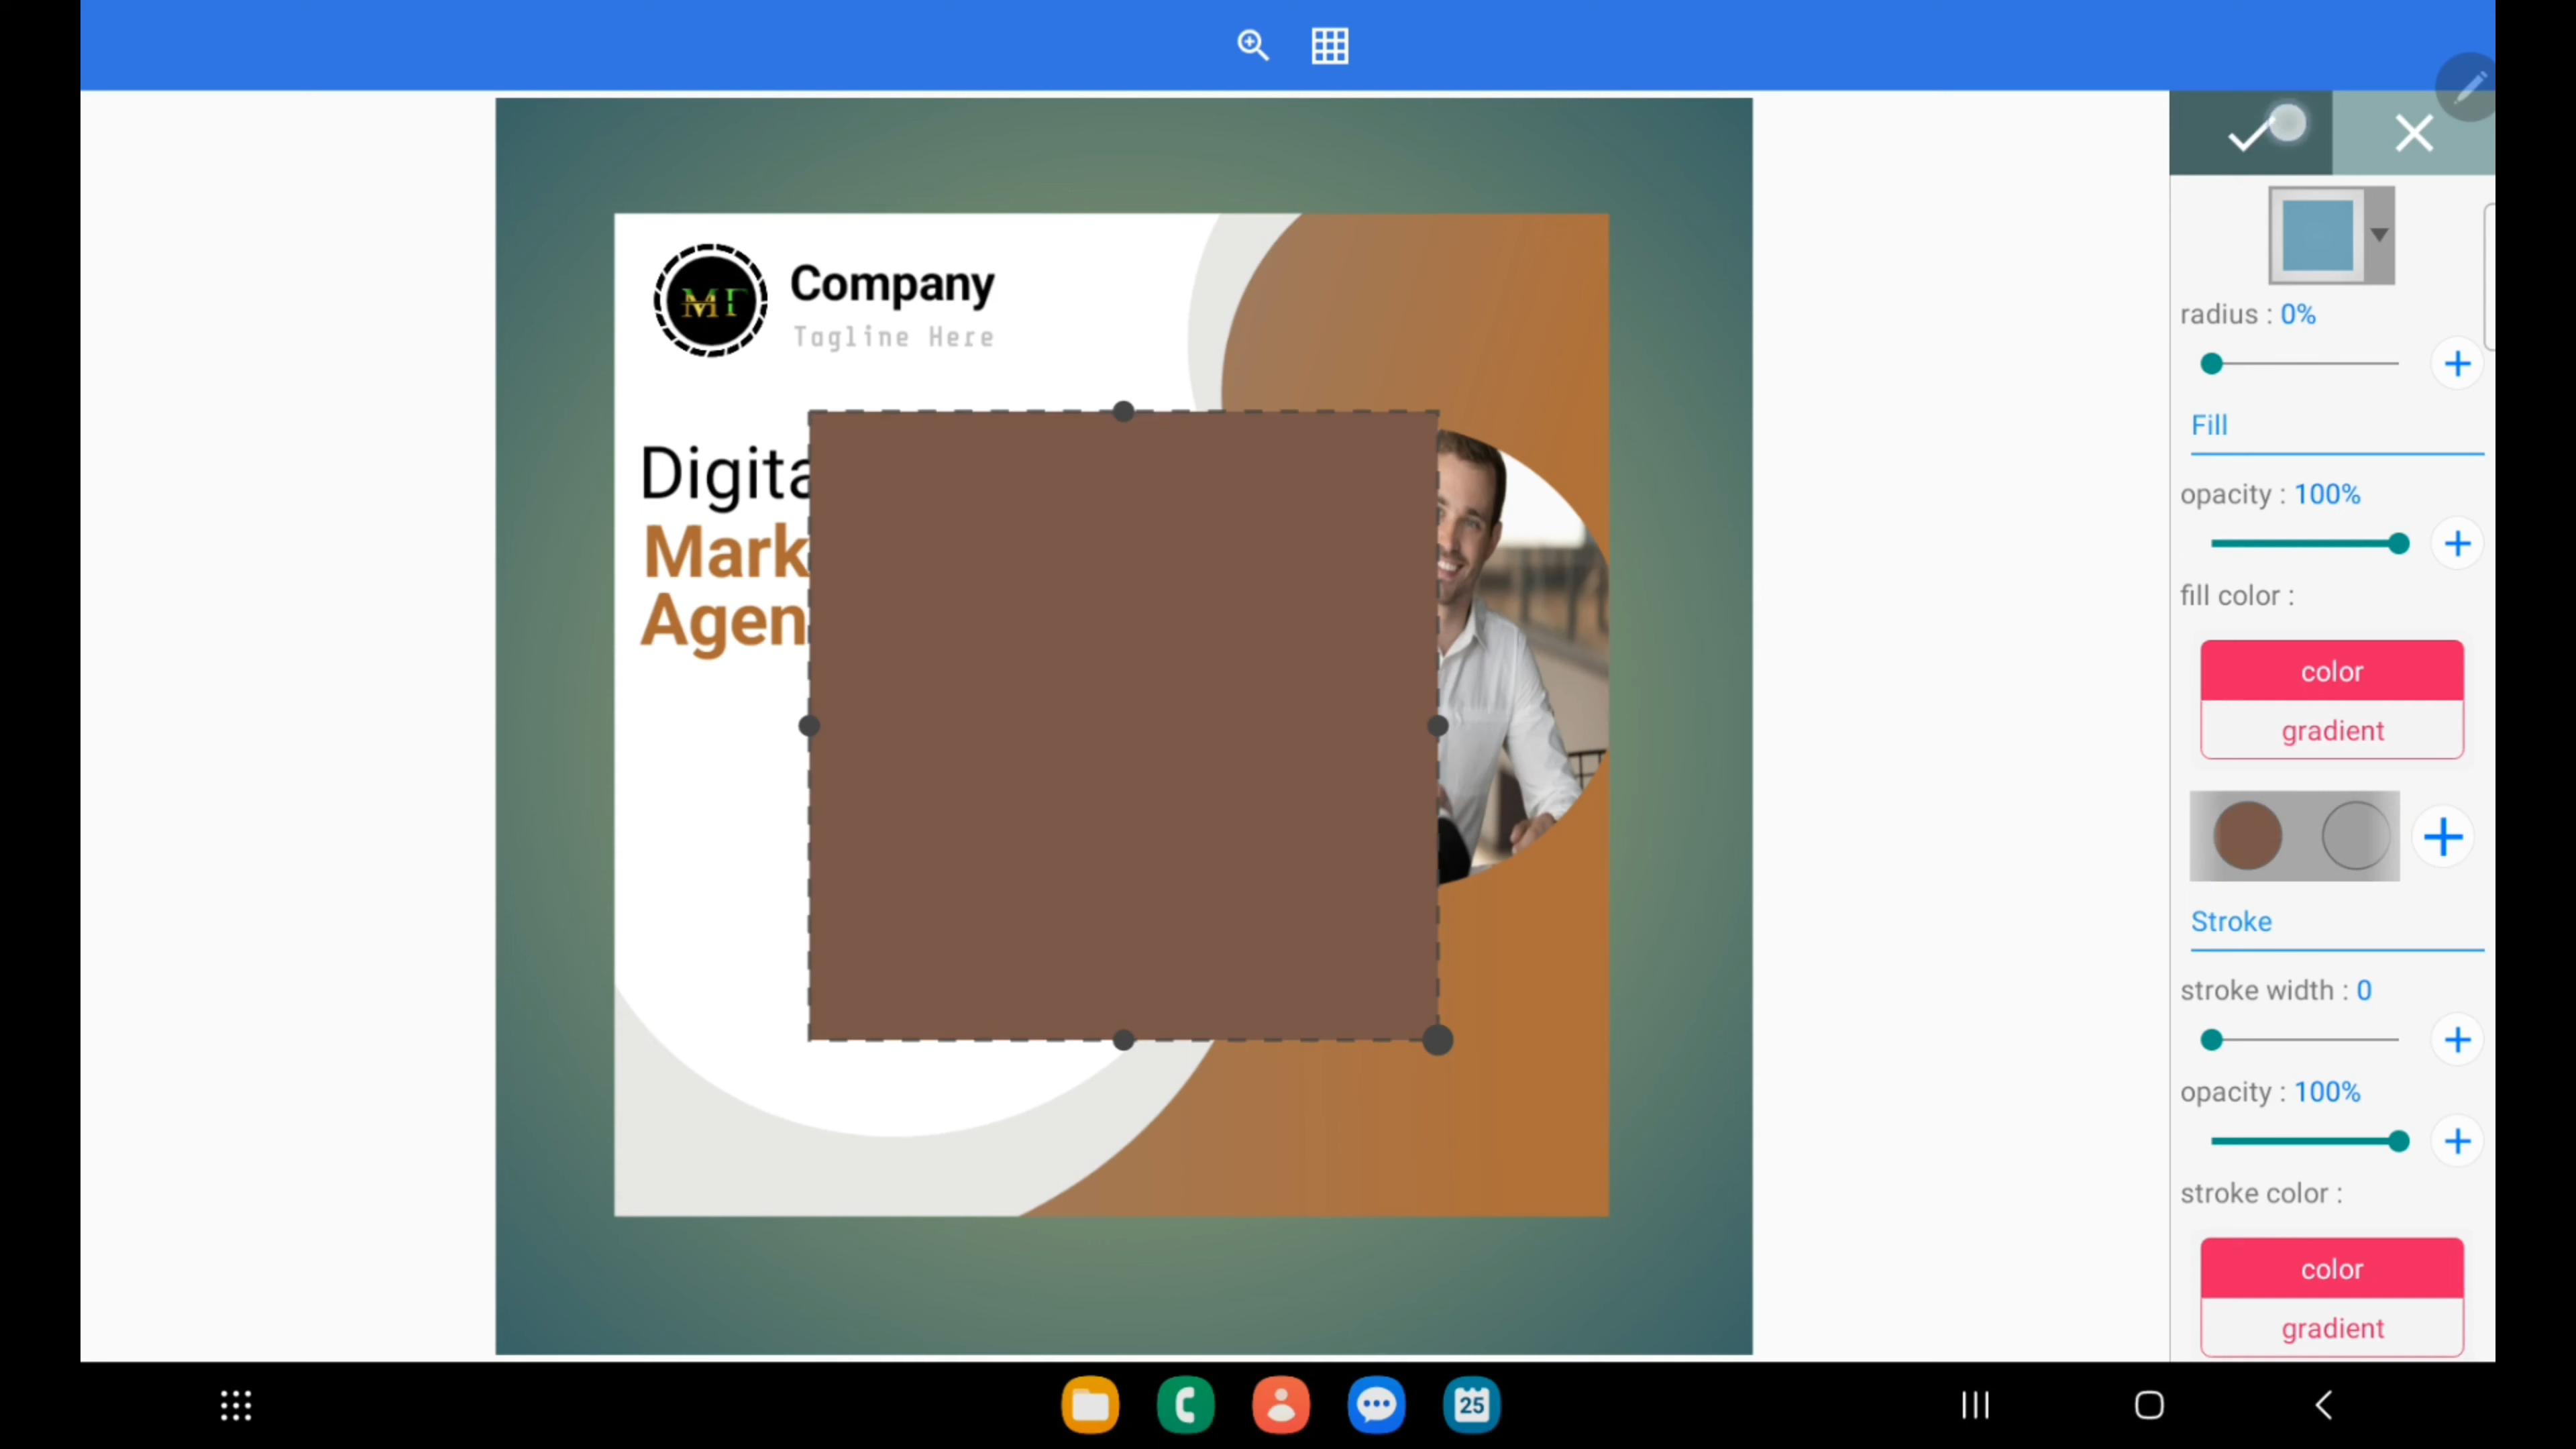 MT
Company
Tagline Here
Digita
Mark
Agen
radius : 0%
Fill
opacity : 100%
fill color :
color
gradient
Stroke
stroke width : 0
opacity : 100%
stroke color :
color
gradient
25